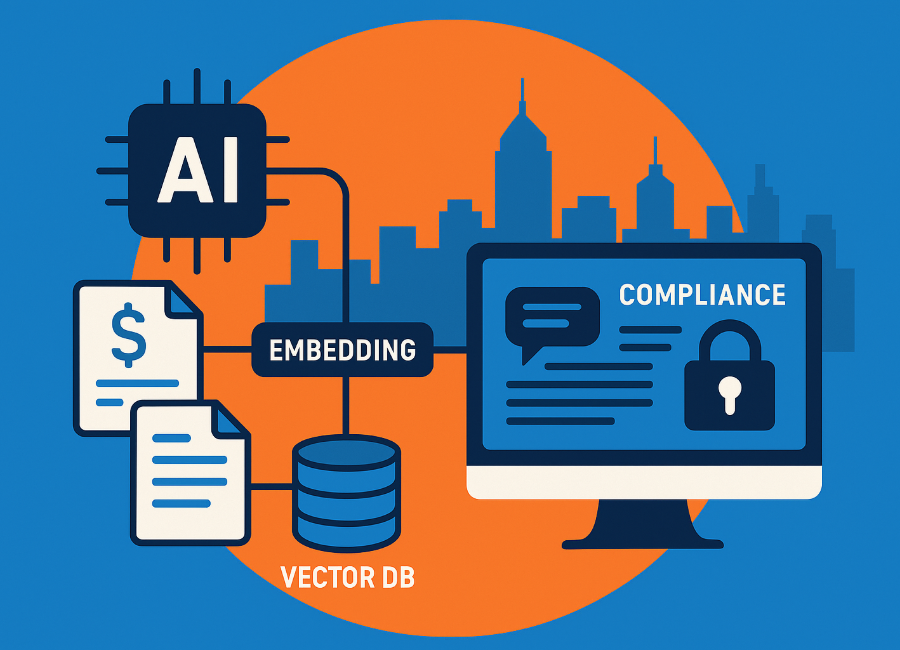 AI
$
COMPLIANCE
EMBEDDING
VECTOR DB